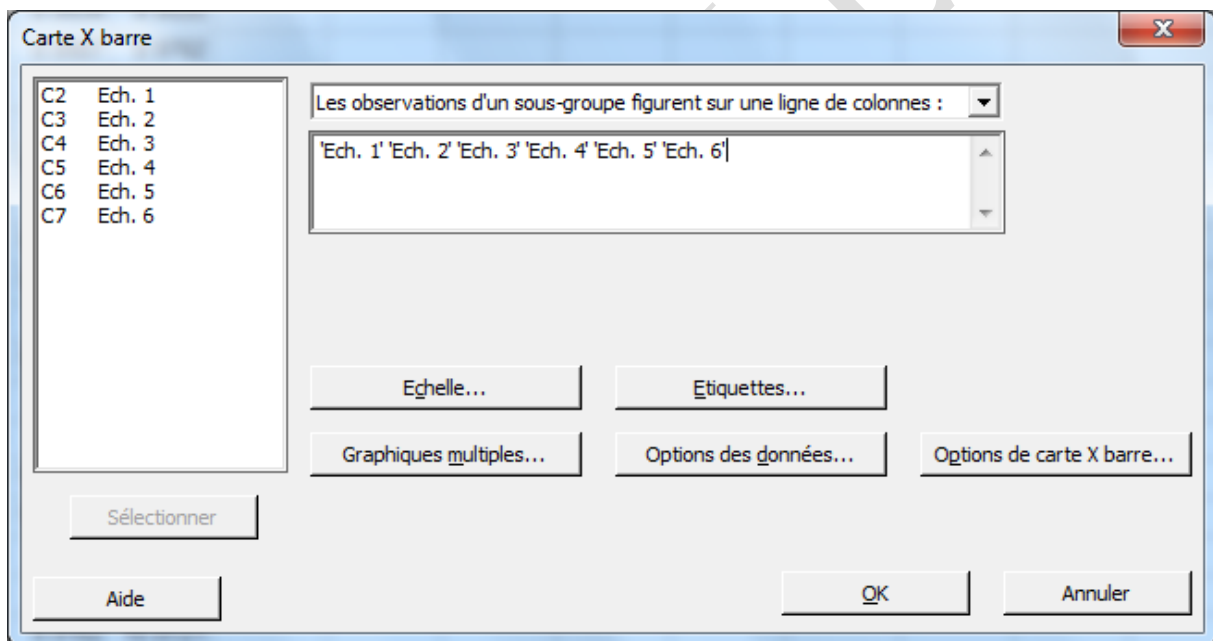 Carte X barre
C2 Ech. 1
C3 Ech. 2
C4 Ech. 3
C5 Ech. 4
C6 Ech. 5
C7 Ech. 6
Les observations d'un sous-groupe figurent sur une ligne de colonnes :
'Ech. 1' 'Ech. 2' 'Ech. 3' 'Ech. 4' 'Ech. 5' 'Ech. 6'
Echelle...
Etiquettes...
Graphiques multiples...
Options des données...
Options de carte X barre...
Sélectionner
Aide
OK
Annuler